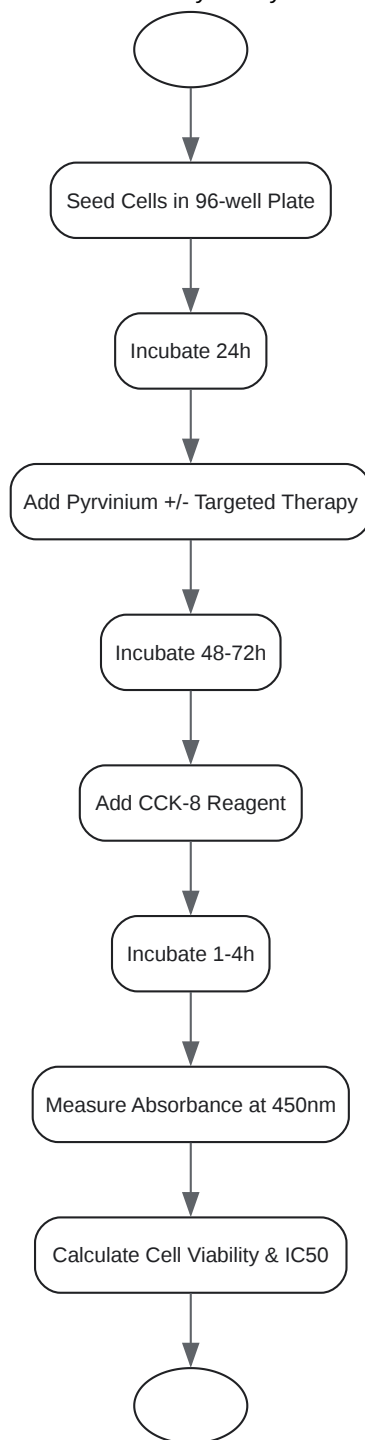 Seed Cells in 96-well Plate
Incubate 24h
Add Pyrvinium +/- Targeted Therapy
Incubate 48-72h
Add CCK-8 Reagent
Incubate 1-4h
Measure Absorbance at 450nm
Calculate Cell Viability & IC50